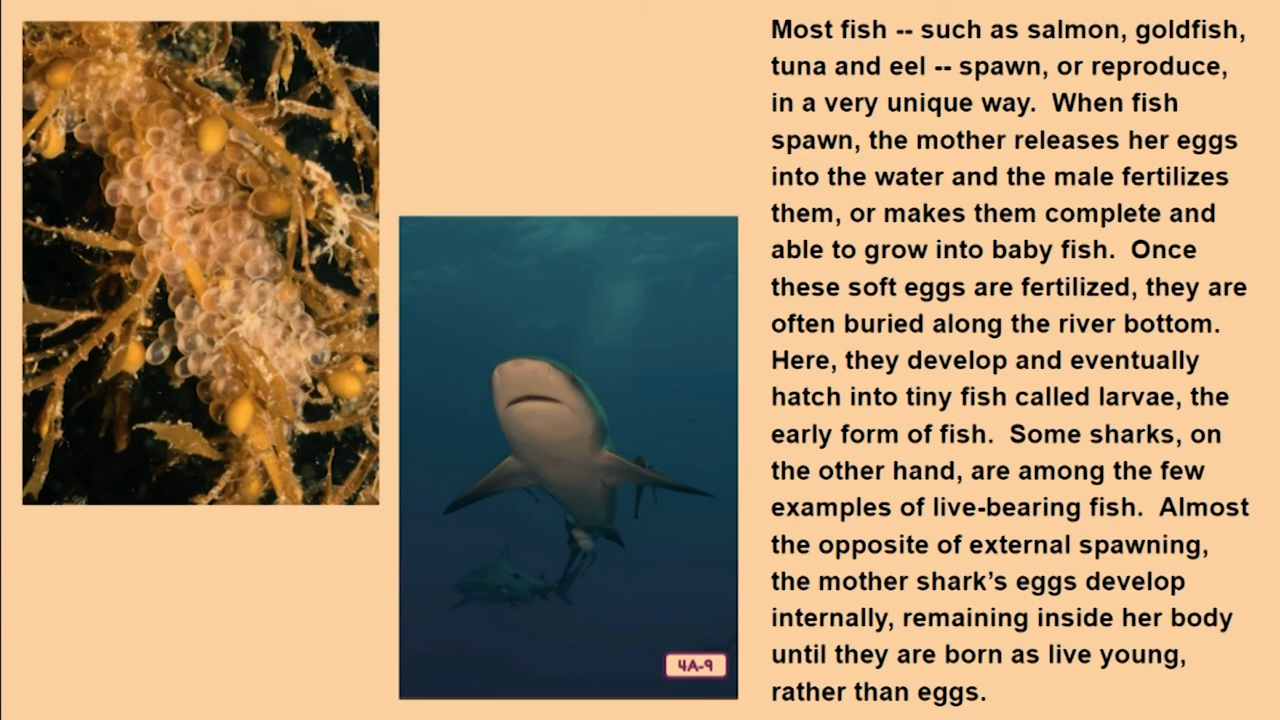 Most fish -- such as salmon, goldfish,
tuna and eel -- spawn, or reproduce,
in a very unique way.  When fish
spawn, the mother releases her eggs
into the water and the male fertilizes
them, or makes them complete and
able to grow into baby fish.  Once
these soft eggs are fertilized, they are
often buried along the river bottom.
Here, they develop and eventually
hatch into tiny fish called larvae, the
early form of fish.  Some sharks, on
the other hand, are among the few
examples of live-bearing fish.  Almost
the opposite of external spawning,
the mother shark’s eggs develop
internally, remaining inside her body
until they are born as live young,
rather than eggs.
4A-9